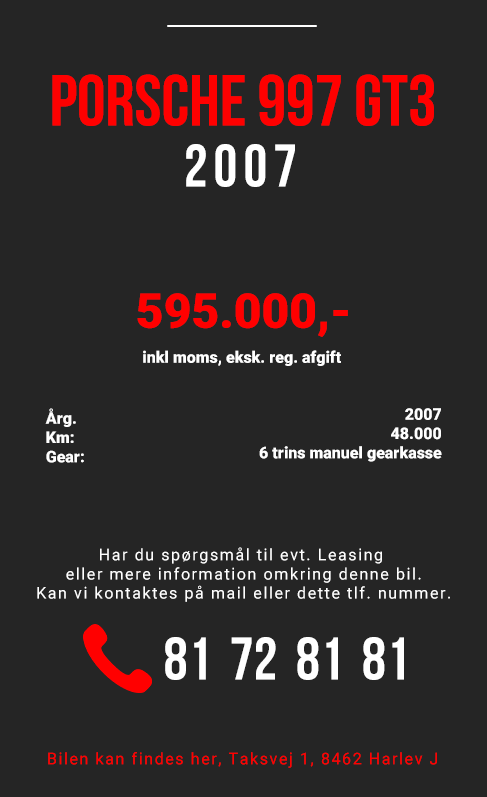 PORSCHE 997 GT3
2007
595.000,-
inkl moms, eksk. reg. afgift
Årg. 2007
Km: 48.000
Gear: 6 trins manuel gearkasse
Har du spørgsmål til evt. Leasing
eller mere information omkring denne bil.
Kan vi kontaktes på mail eller dette tlf. nummer.
81 72 81 81
Bilen kan findes her, Taksvej 1, 8462 Harlev J